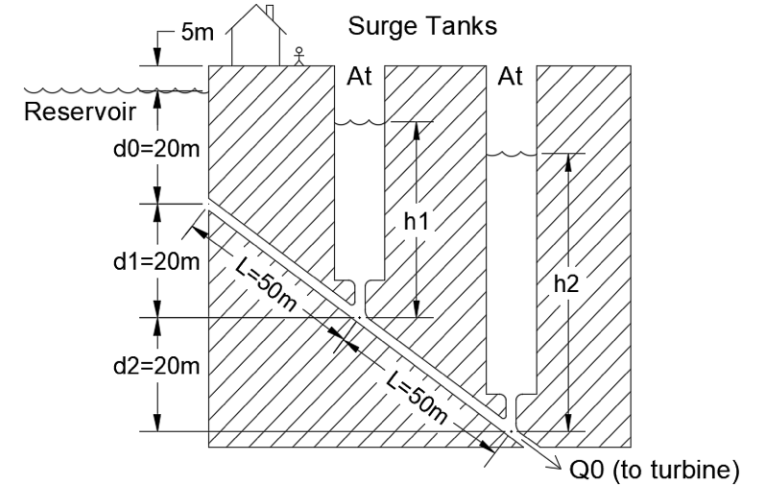 Surge Tanks
5m
At
At
Reservoir
d0=20m
h1
d1=20m
L=50m
h2
d2=20m
L=50m
Q0 (to turbine)